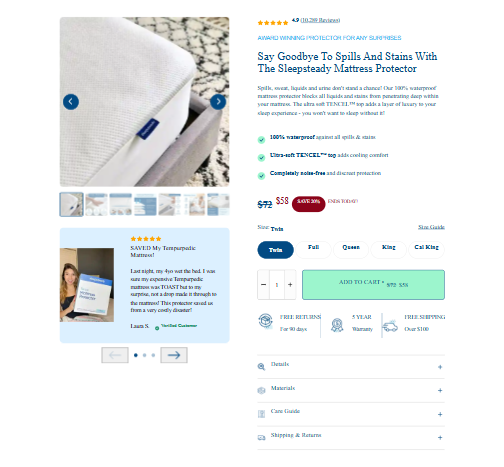 4.9 (10,289 Reviews)
AWARD WINNING PROTECTOR FOR ANY SURPRISES
Say Goodbye To Spills And Stains With
The Sleepsteady Mattress Protector
Spills, sweat, liquids and urine don't stand a chance! Our 100% waterproof
mattress protector blocks all liquids and stains from penetrating deep within
your mattress. The ultra soft TENCEL™ top adds a layer of luxury to your
sleep experience - you won't want to sleep without it!
100% waterproof against all spills & stains
Ultra-soft TENCEL™ top adds cooling comfort
Completely noise-free and discreet protection
$72 $58 SAVE 20% ENDS TODAY!
Size: Twin Size Guide
Twin Full Queen King Cal King
− 1 + ADD TO CART • $72 $58
FREE RETURNS
For 90 days
5 YEAR
Warranty
FREE SHIPPING
Over $100
Details +
Materials +
Care Guide +
Shipping & Returns +
SAVED My Tempurpedic
Mattress!
Last night, my 4yo wet the bed. I was
sure my expensive Tempurpedic
mattress was TOAST but to my
surprise, not a drop made it through to
the mattress! This protector saved us
from a very costly disaster!
Laura S. Verified Customer